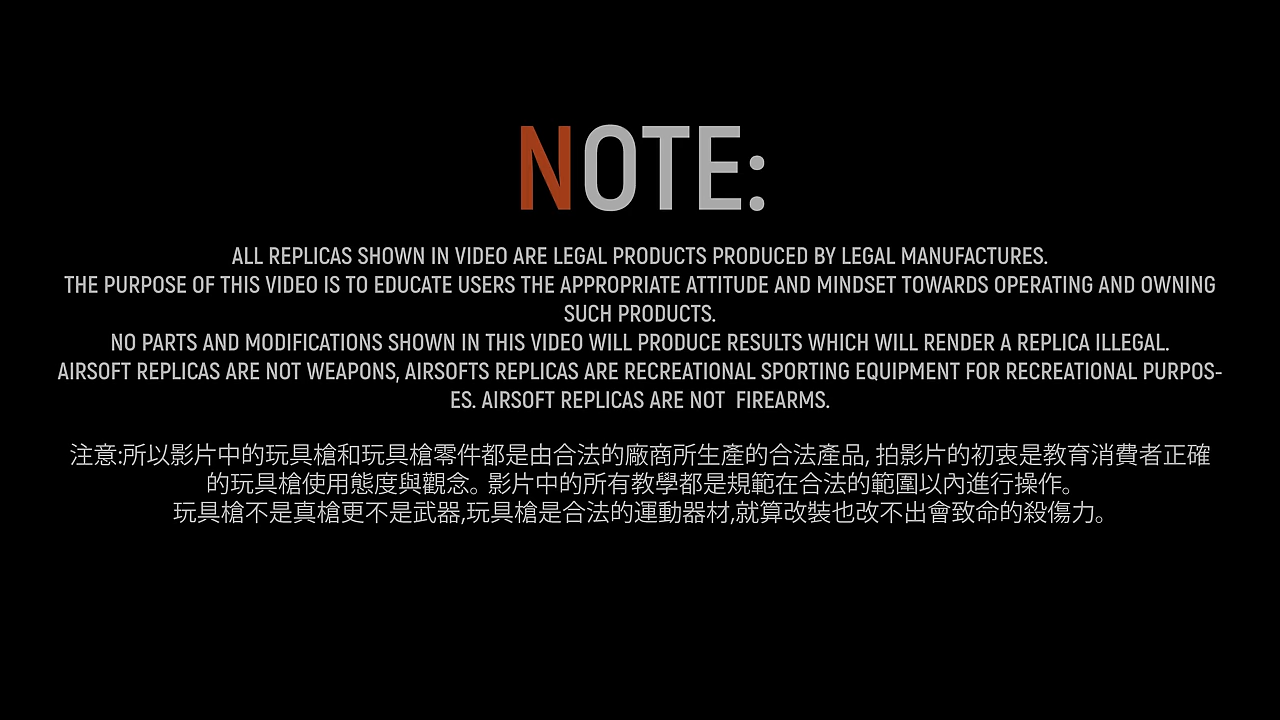 NOTE:
ALL REPLICAS SHOWN IN VIDEO ARE LEGAL PRODUCTS PRODUCED BY LEGAL MANUFACTURES.
THE PURPOSE OF THIS VIDEO IS TO EDUCATE USERS THE APPROPRIATE ATTITUDE AND MINDSET TOWARDS OPERATING AND OWNING
SUCH PRODUCTS.
NO PARTS AND MODIFICATIONS SHOWN IN THIS VIDEO WILL PRODUCE RESULTS WHICH WILL RENDER A REPLICA ILLEGAL.
AIRSOFT REPLICAS ARE NOT WEAPONS, AIRSOFTS REPLICAS ARE RECREATIONAL SPORTING EQUIPMENT FOR RECREATIONAL PURPOS-
ES. AIRSOFT REPLICAS ARE NOT  FIREARMS.
注意:所以影片中的玩具槍和玩具槍零件都是由合法的廠商所生產的合法產品, 拍影片的初衷是教育消費者正確
的玩具槍使用態度與觀念。影片中的所有教學都是規範在合法的範圍以內進行操作。
玩具槍不是真槍更不是武器,玩具槍是合法的運動器材,就算改裝也改不出會致命的殺傷力。